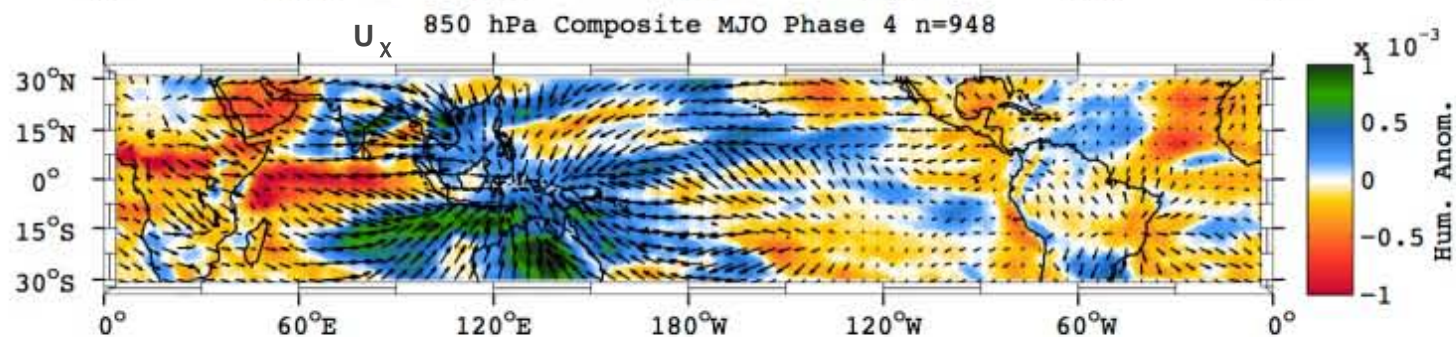 850 hPa Composite MJO Phase 4 n=948
U_X
x 10^-3
30°N
15°N
0°
15°S
30°S
0°
60°E
120°E
180°W
120°W
60°W
0°
1
0.5
0
-0.5
-1
Hum. Anom.